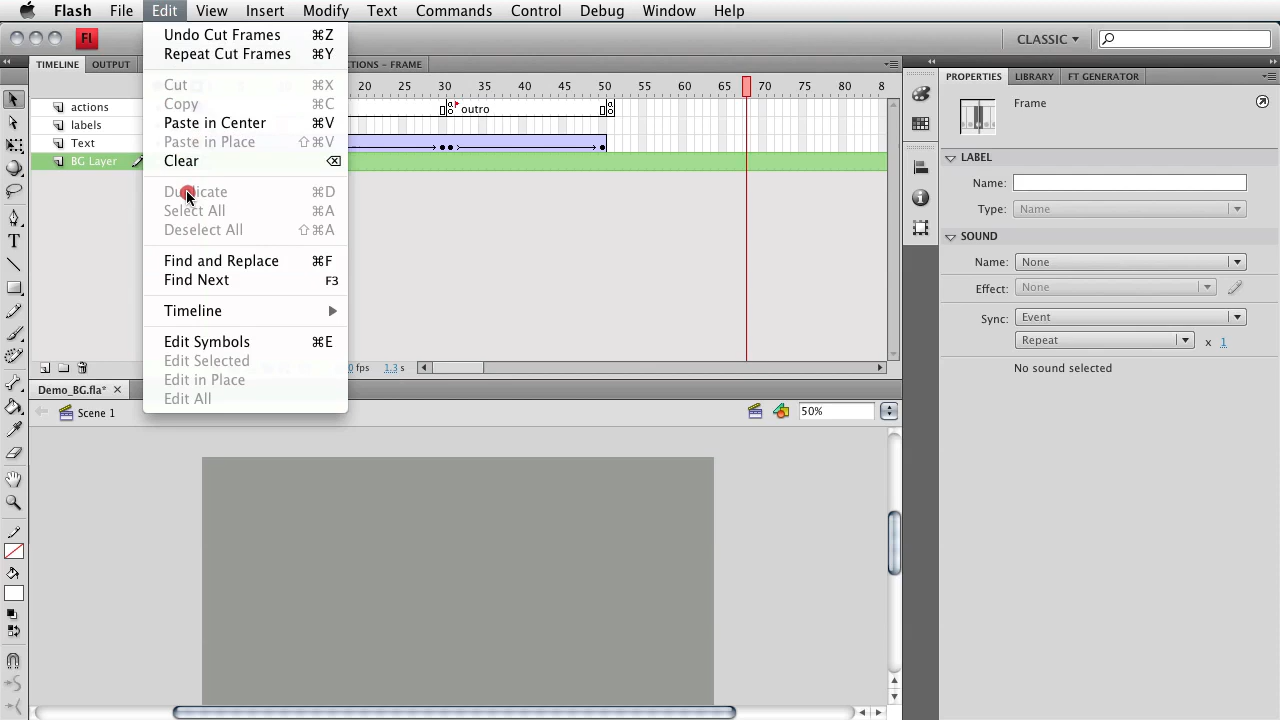 Flash File Edit View Insert Modify Text Commands Control Debug Window Help
Fl CLASSIC
TIMELINE OUTPUT TIONS – FRAME
20 25 30 35 40 45 50 55 60 65 70 75 80 8
actions
labels
Text
BG Layer
outro
fps 1.3 s
Undo Cut Frames ⌘Z
Repeat Cut Frames ⌘Y
Cut ⌘X
Copy ⌘C
Paste in Center ⌘V
Paste in Place ⇧⌘V
Clear ⌫
Duplicate ⌘D
Select All ⌘A
Deselect All ⇧⌘A
Find and Replace ⌘F
Find Next F3
Timeline
Edit Symbols ⌘E
Edit Selected
Edit in Place
Edit All
Demo_BG.fla*
Scene 1
50%
PROPERTIES LIBRARY FT GENERATOR
Frame
LABEL
Name:
Type: Name
SOUND
Name: None
Effect: None
Sync: Event
Repeat x 1
No sound selected